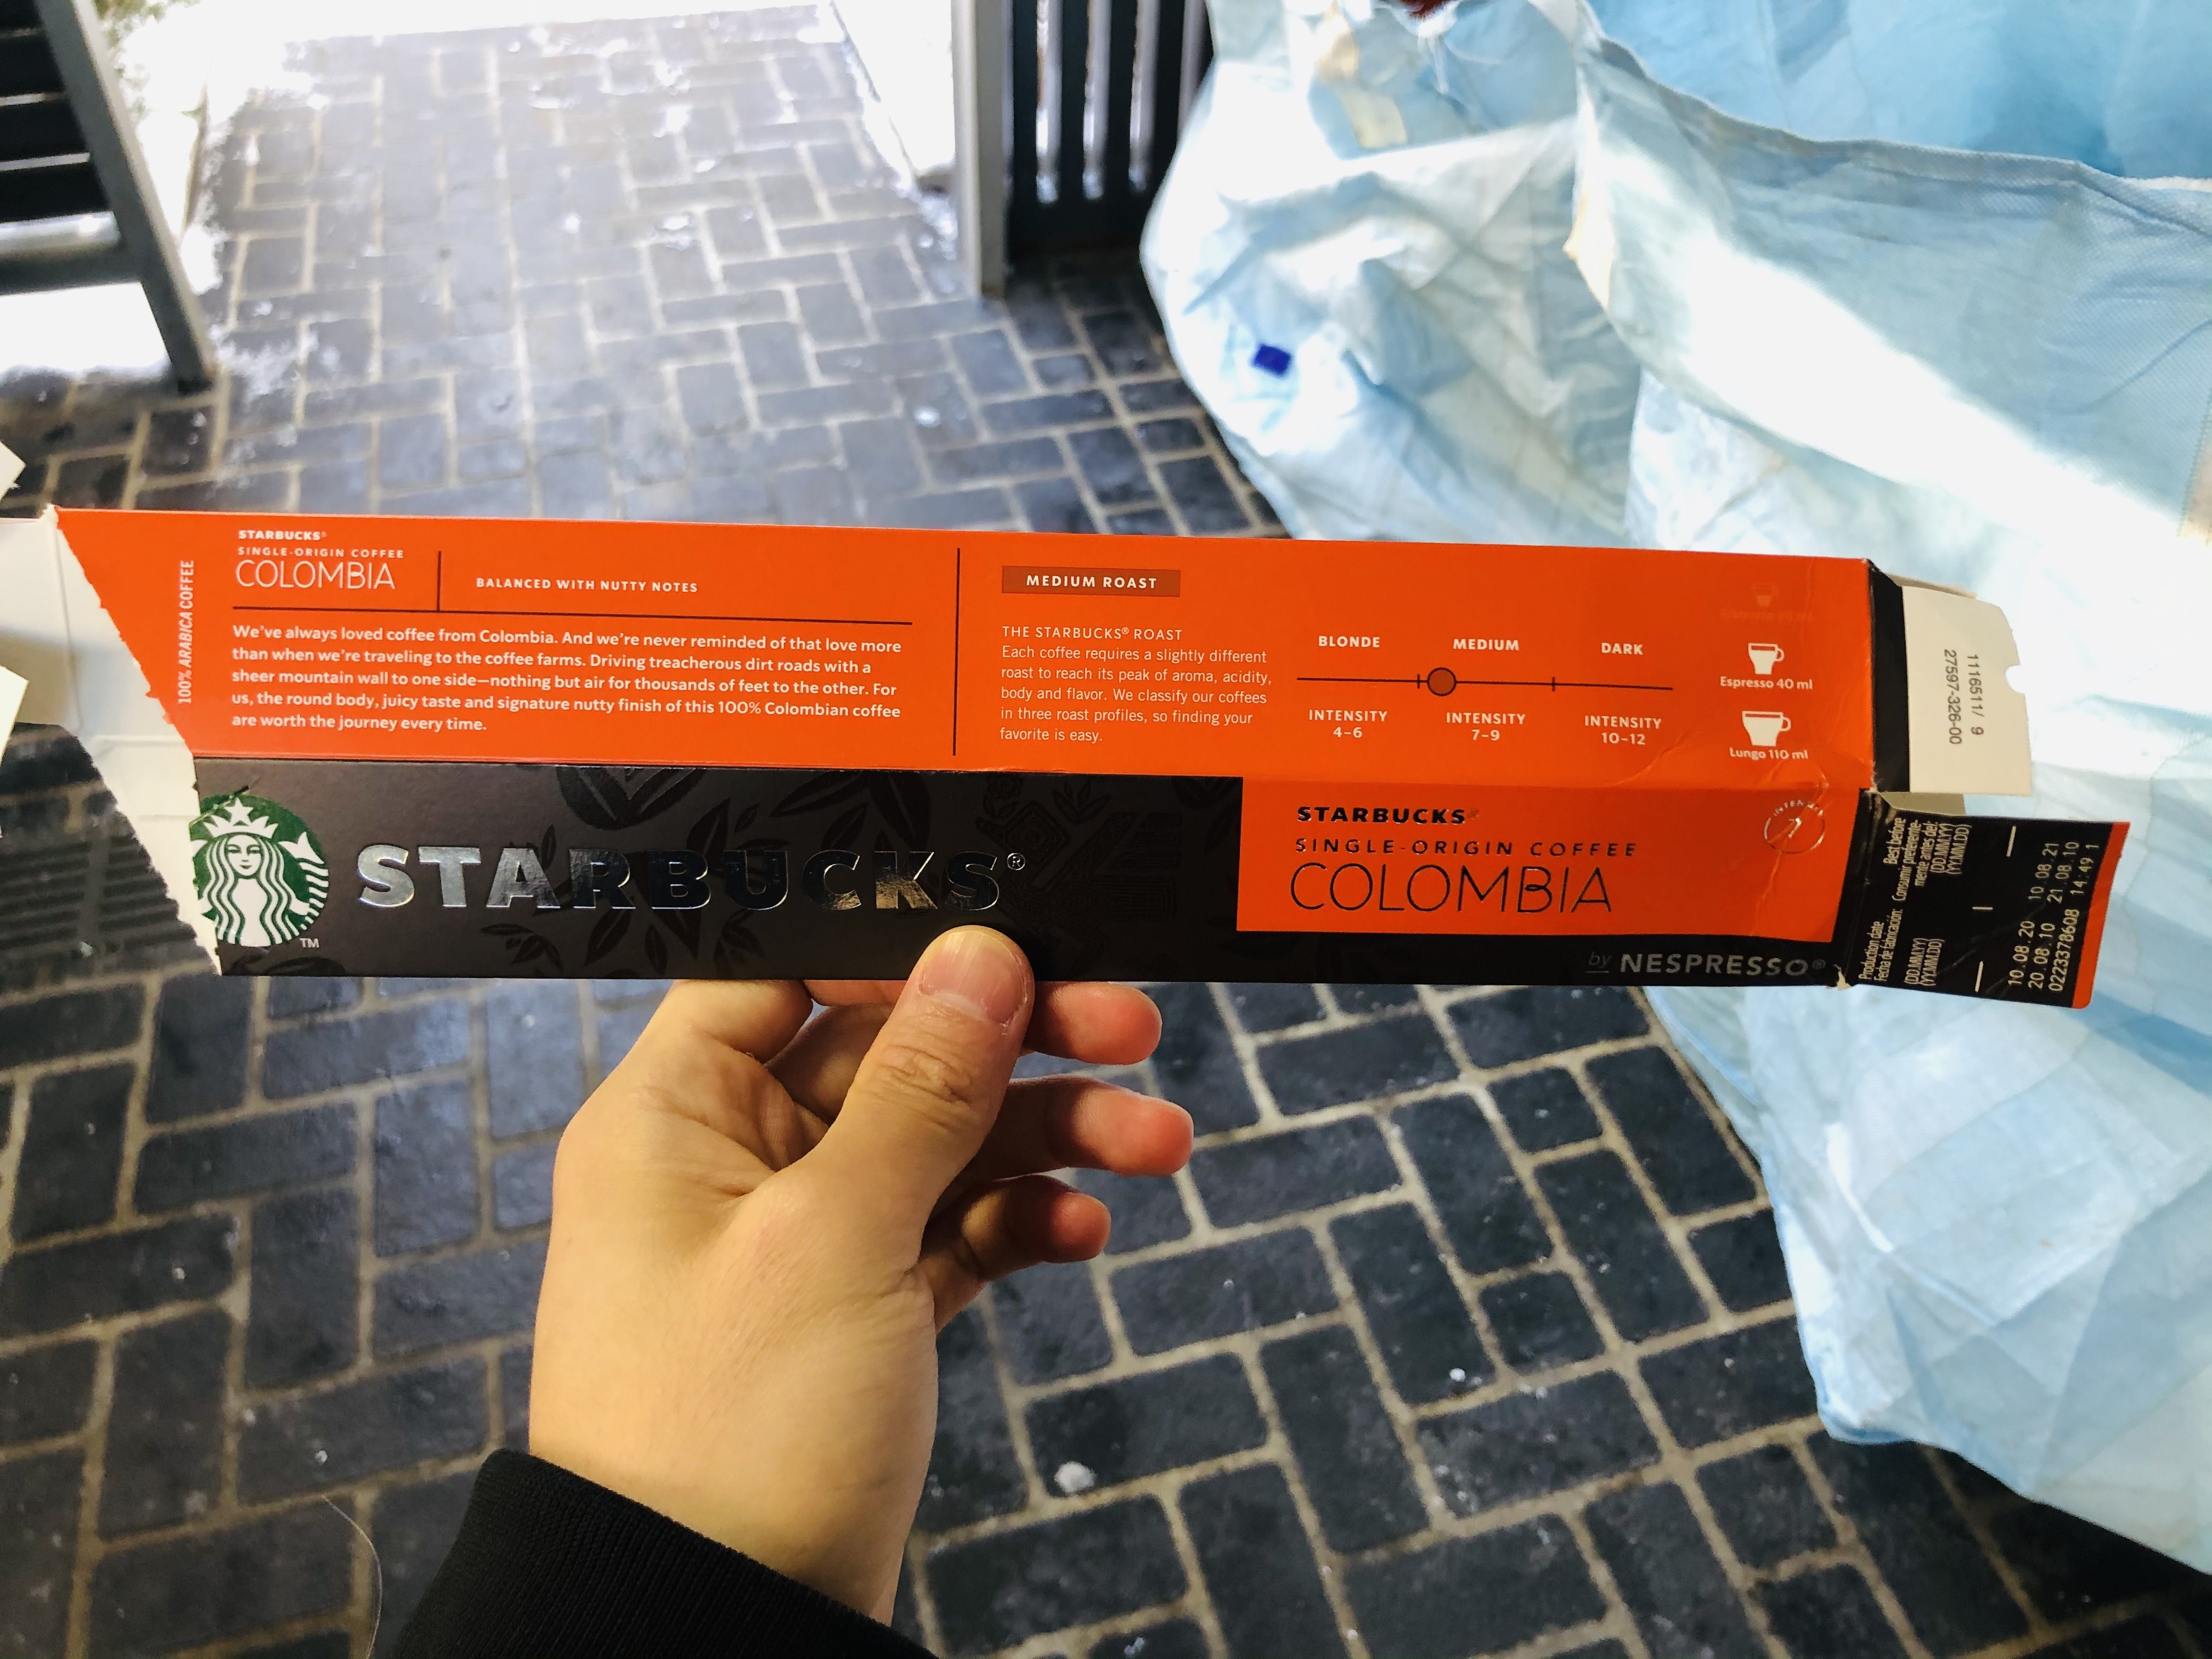 100% ARABICA COFFEE
STARBUCKS®
SINGLE-ORIGIN COFFEE
COLOMBIA
BALANCED WITH NUTTY NOTES
We've always loved coffee from Colombia. And we're never reminded of that love more
than when we're traveling to the coffee farms. Driving treacherous dirt roads with a
sheer mountain wall to one side—nothing but air for thousands of feet to the other. For
us, the round body, juicy taste and signature nutty finish of this 100% Colombian coffee
are worth the journey every time.
MEDIUM ROAST
THE STARBUCKS® ROAST
Each coffee requires a slightly different
roast to reach its peak of aroma, acidity,
body and flavor. We classify our coffees
in three roast profiles, so finding your
favorite is easy.
BLONDE MEDIUM DARK
INTENSITY INTENSITY INTENSITY
4-6 7-9 10-12
Espresso 40 ml
Lungo 110 ml
1116511/ 9
27597-326-00
STARBUCKS®
TM
STARBUCKS®
SINGLE-ORIGIN COFFEE
COLOMBIA
INTENSITY
7
by NESPRESSO®
Production date
Fecha de fabricación:
(DD.MM.YY)
(YY.MM.DD)
Best before
Consumir preferente-
mente antes del:
(DD.MM.YY)
(YY.MM.DD)
10.08.20 10.08.21
20.08.10 21.08.10
0223378608 14:49 1